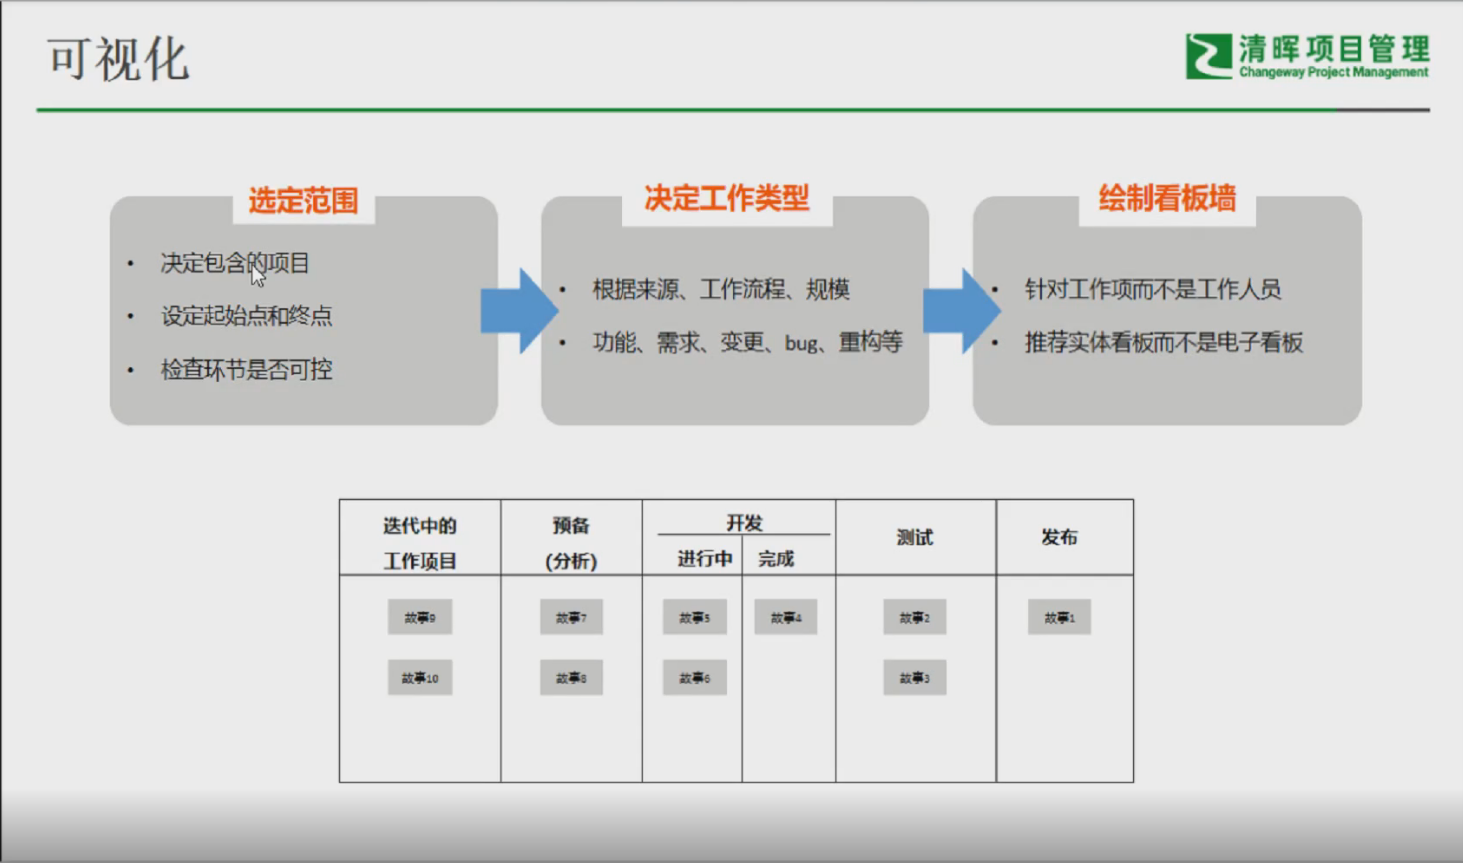 可视化
清晖项目管理
Changeway Project Management
选定范围
• 决定包含的项目
• 设定起始点和终点
• 检查环节是否可控
决定工作类型
• 根据来源、工作流程、规模
• 功能、需求、变更、bug、重构等
绘制看板墙
• 针对工作项而不是工作人员
• 推荐实体看板而不是电子看板
迭代中的
工作项目
预备
(分析)
开发
进行中
完成
测试
发布
故事9
故事7
故事5
故事4
故事2
故事1
故事10
故事8
故事6
故事3